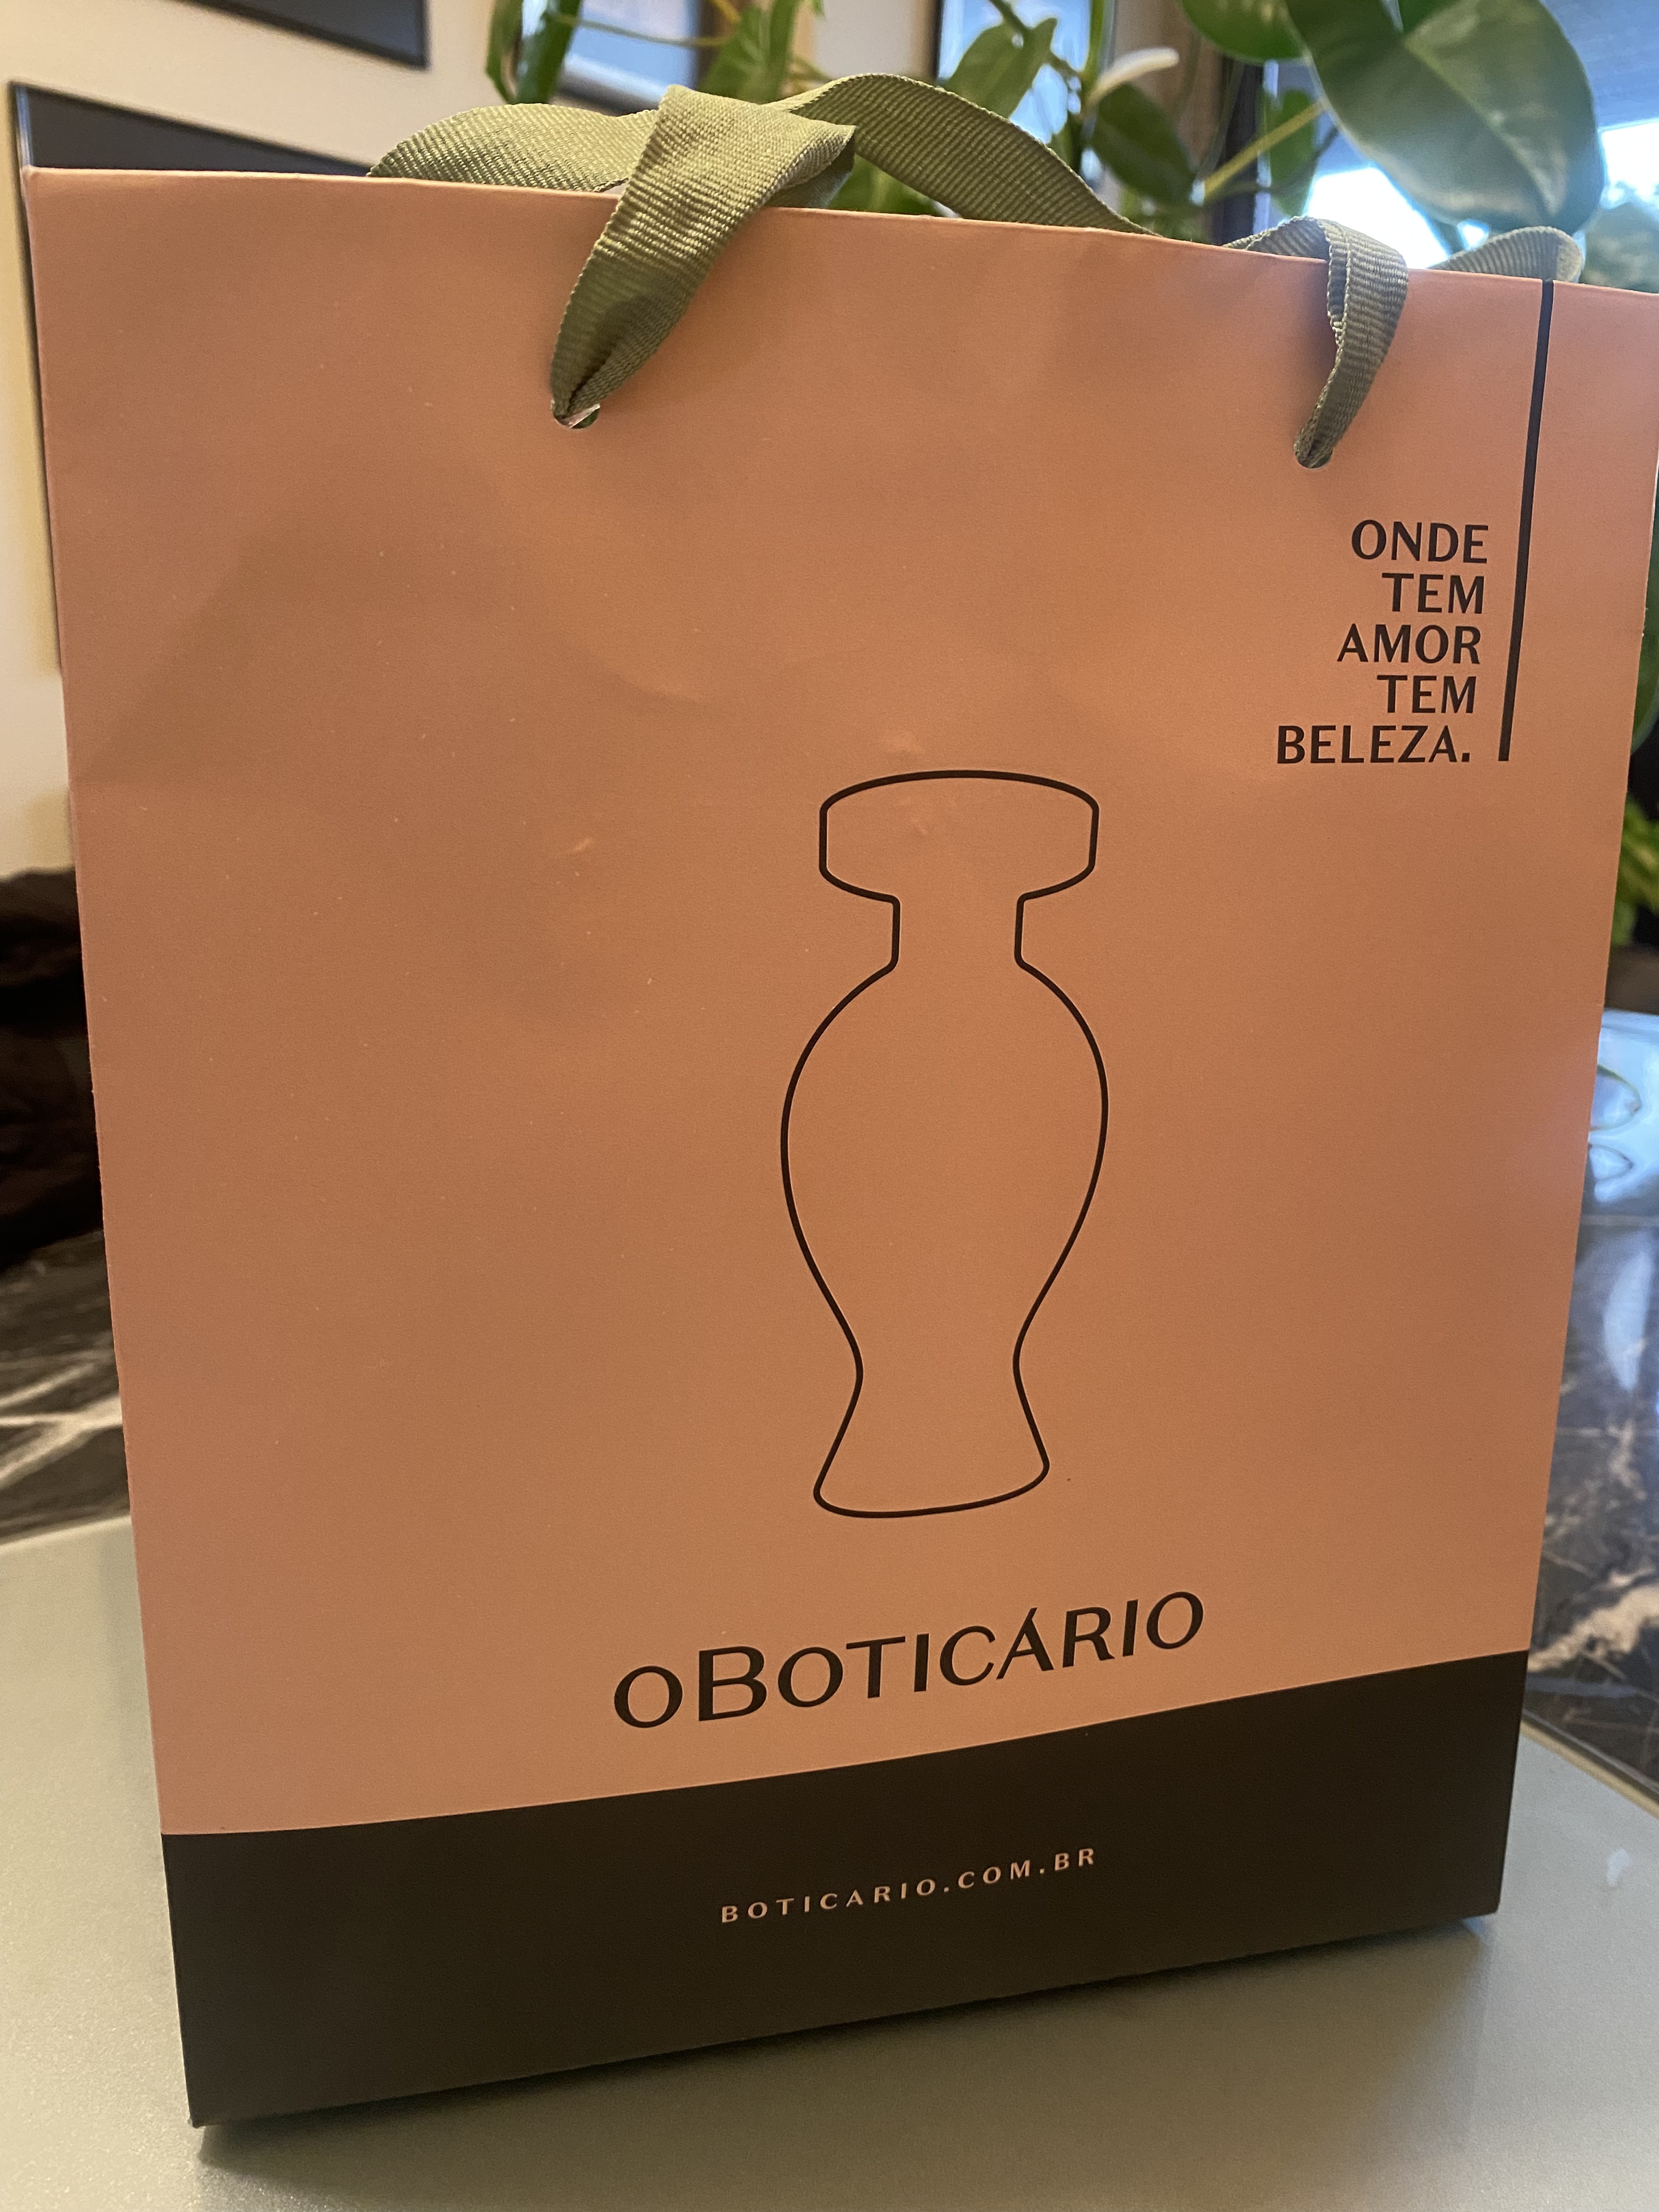 ONDE
TEM
AMOR
TEM
BELEZA.
oBOTICÁRIO
BOTICARIO.COM.BR